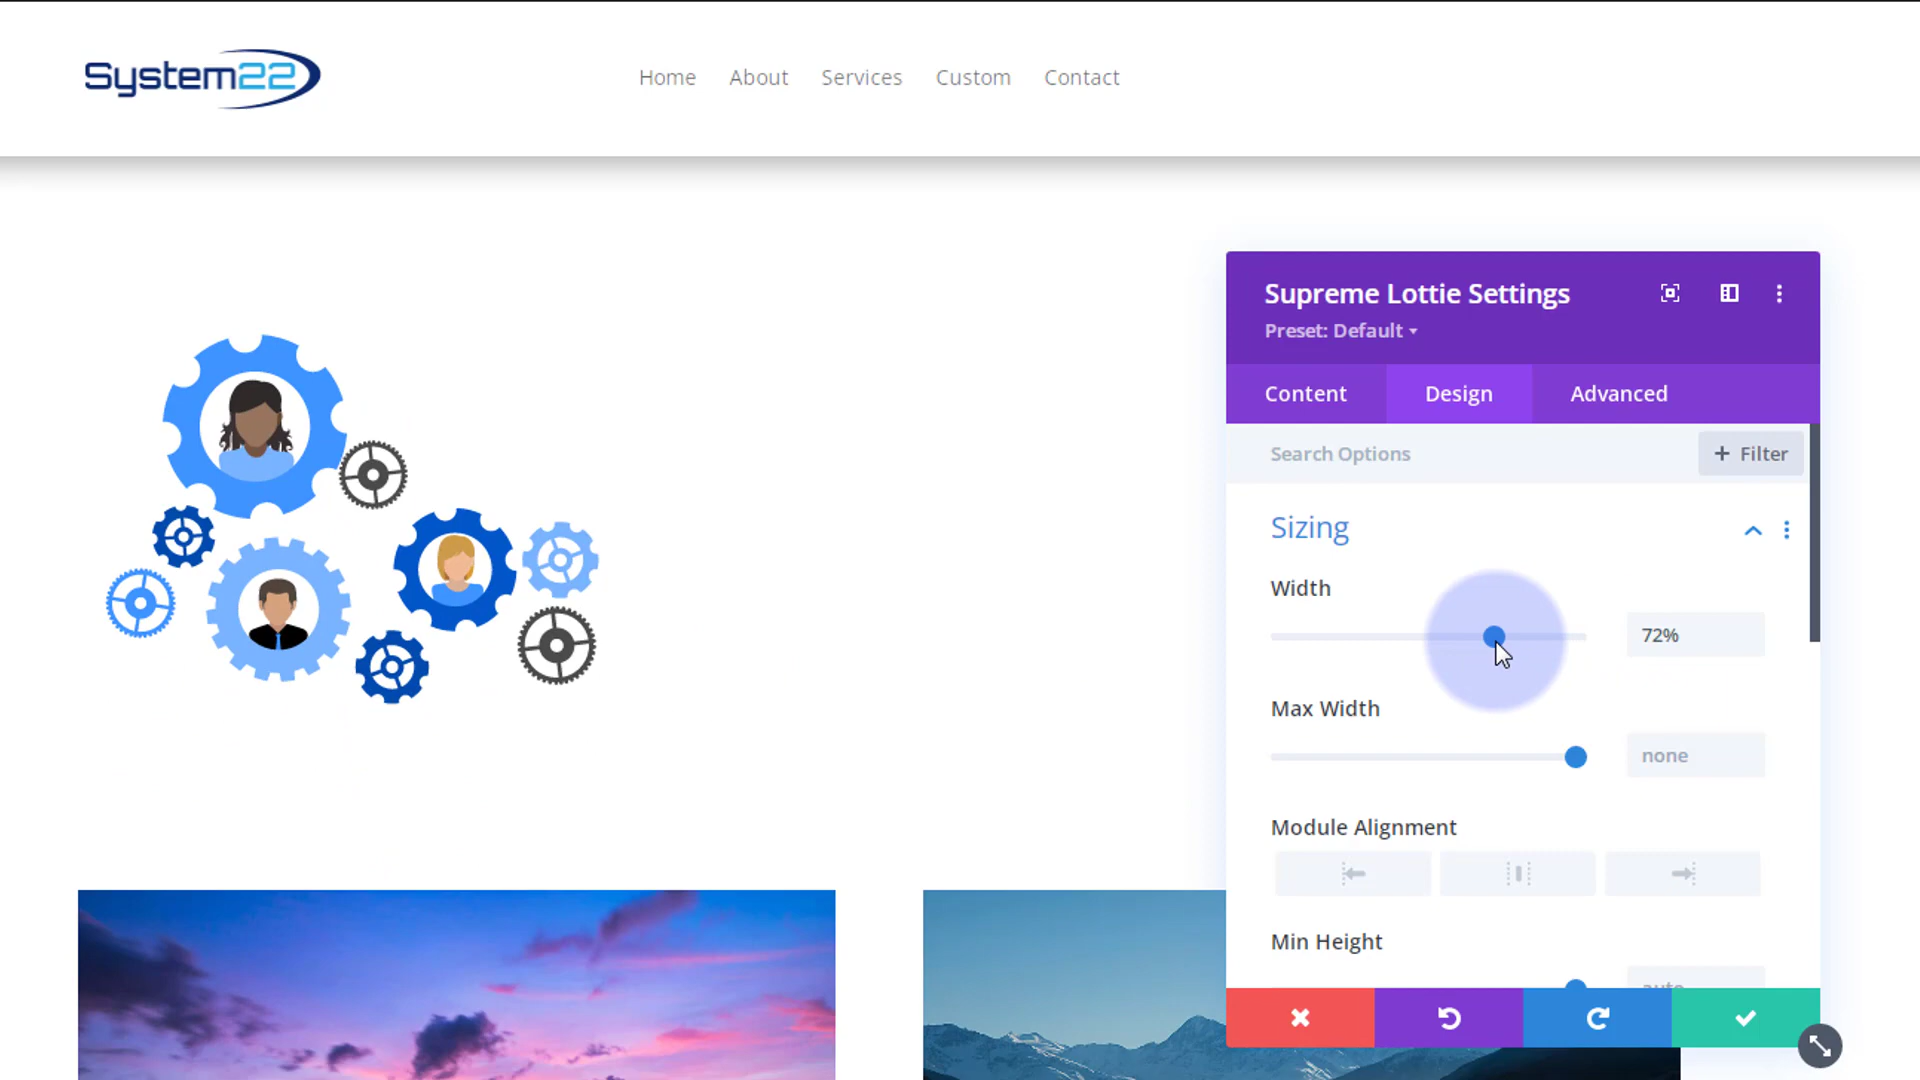 System22
Home About Services Custom Contact
Supreme Lottie Settings
Preset: Default
Content Design Advanced
Search Options
+ Filter
Sizing
Width
72%
Max Width
none
Module Alignment
Min Height
auto